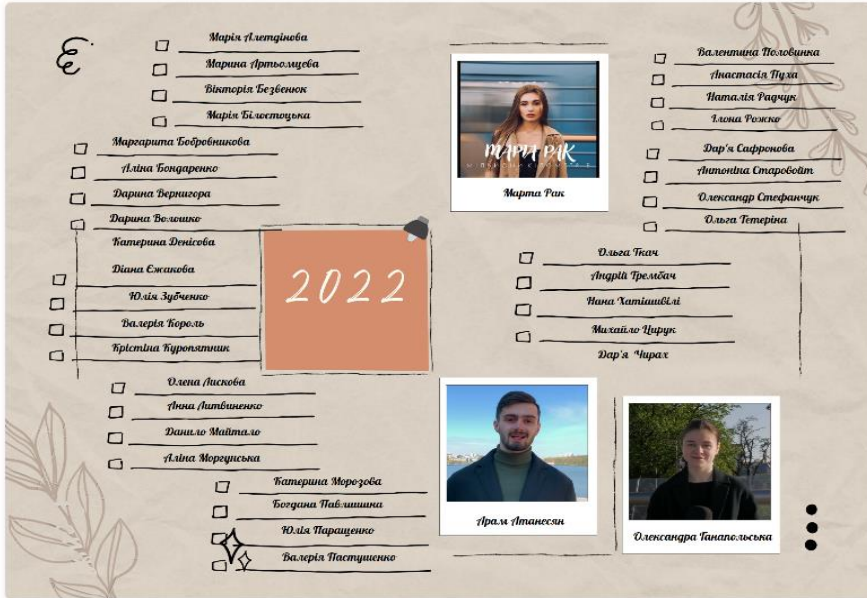 Марія Алетдінова
Марина Артьомцева
Вікторія Безвенюк
Марія Білостоцька
Маргарита Бобровникова
Аліна Бондаренко
Дарина Вернигора
Дарина Волошко
Катерина Денісова
Діана Єжакова
Юлія Зубченко
Валерія Король
Крістіна Куропятник
2022
Олена Лискова
Анна Литвиненко
Данило Майтало
Аліна Моргунська
Катерина Морозова
Богдана Павлишина
Юлія Паращенко
Валерія Пастушенко
МАРТА РАК
Марта Рак
Валентина Половинка
Анастасія Пуха
Наталія Радчук
Ілона Рожко
Дар'я Сафронова
Антоніна Старовойт
Олександр Стефанчук
Ольга Тетеріна
Ольга Ткач
Андрій Трембач
Нана Хатіашвілі
Михайло Цирук
Дар'я Чирах
Арам Атанесян
Олександра Ганапольська